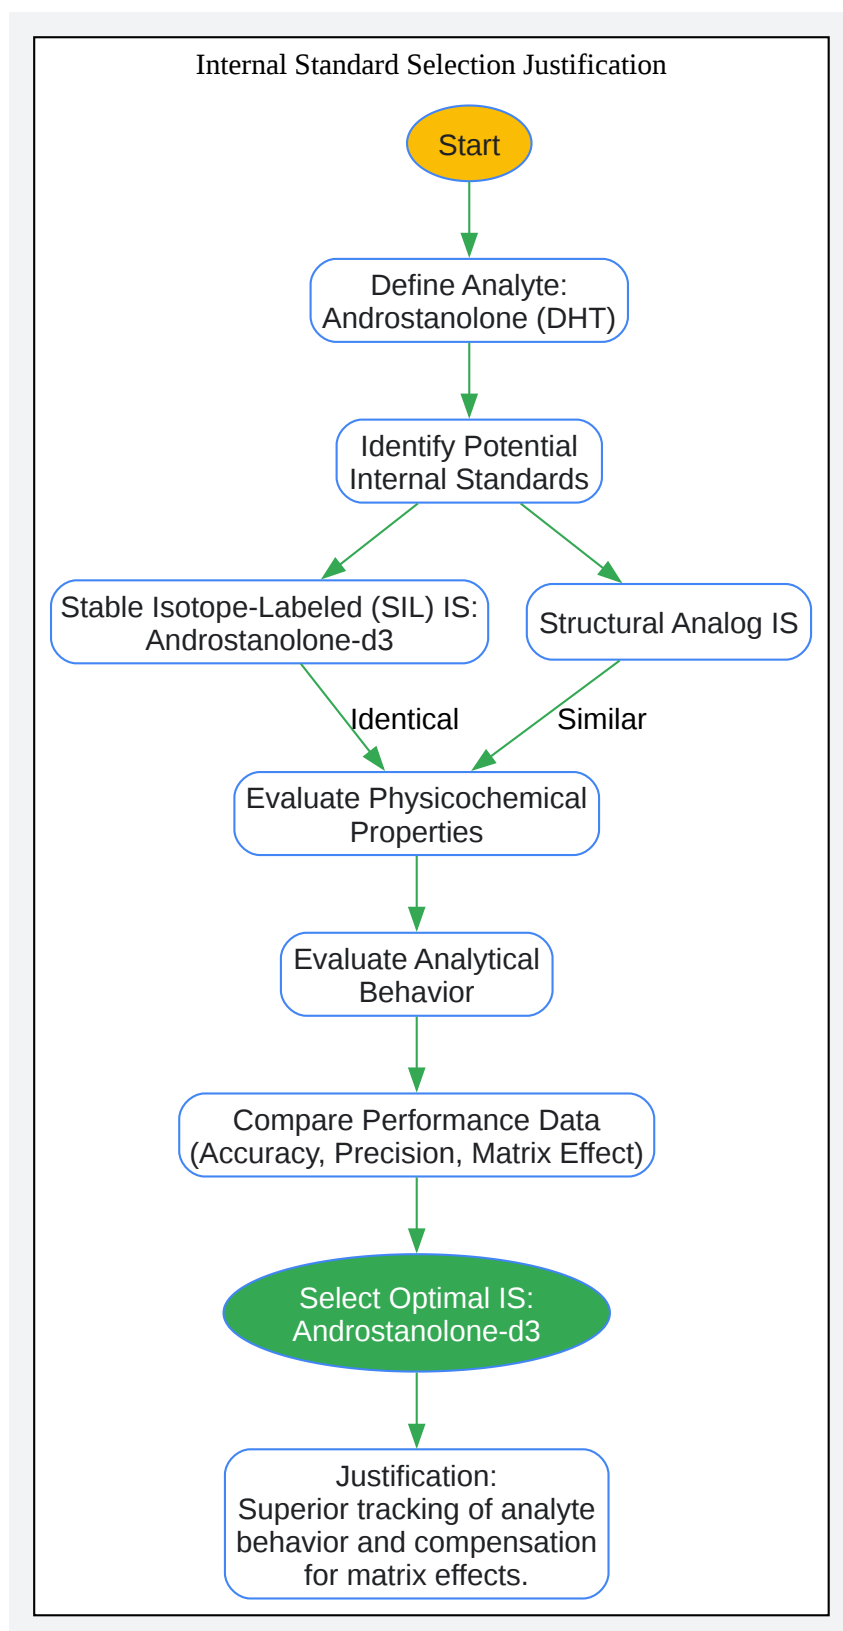 Internal Standard Selection Justification
Start
Define Analyte:
Androstanolone (DHT)
Identify Potential
Internal Standards
Stable Isotope-Labeled (SIL) IS:
Androstanolone-d3
Structural Analog IS
Identical
Similar
Evaluate Physicochemical
Properties
Evaluate Analytical
Behavior
Compare Performance Data
(Accuracy, Precision, Matrix Effect)
Select Optimal IS:
Androstanolone-d3
Justification:
Superior tracking of analyte
behavior and compensation
for matrix effects.